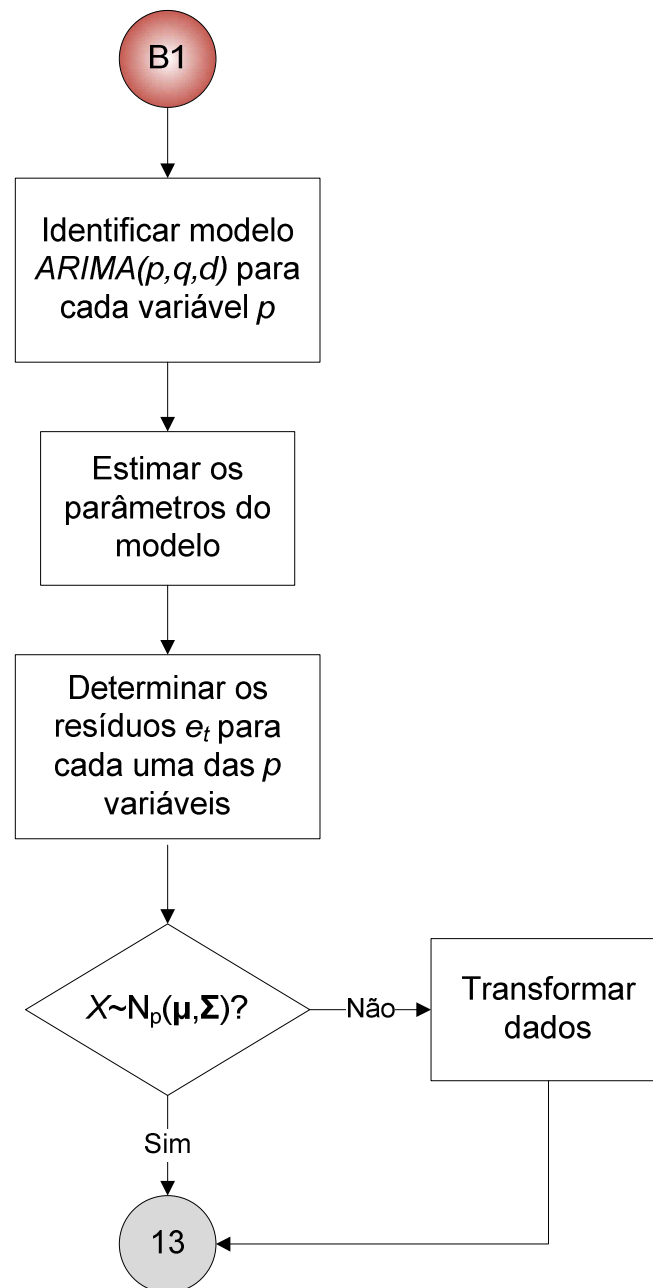 B1
Identificar modelo
ARIMA(p,q,d) para
cada variável p
Estimar os
parâmetros do
modelo
Determinar os
resíduos eₜ para
cada uma das p
variáveis
X~Nₚ(μ,Σ)?
Não
Transformar
dados
Sim
13